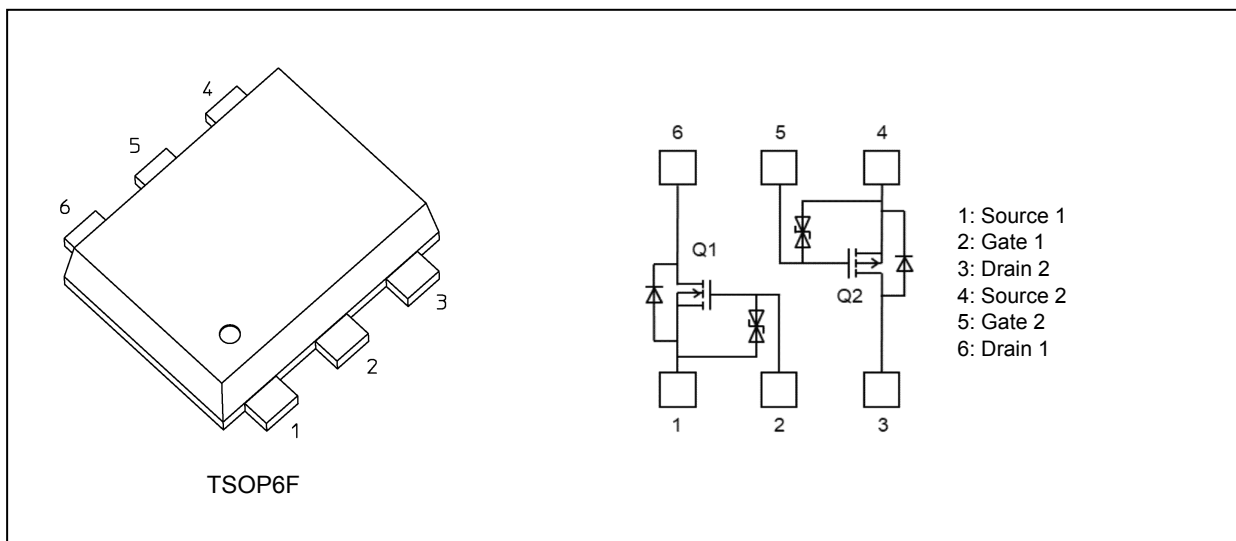 4
5
6
3
2
1
TSOP6F
6 5 4
Q1
Q2
1 2 3
1: Source 1
2: Gate 1
3: Drain 2
4: Source 2
5: Gate 2
6: Drain 1